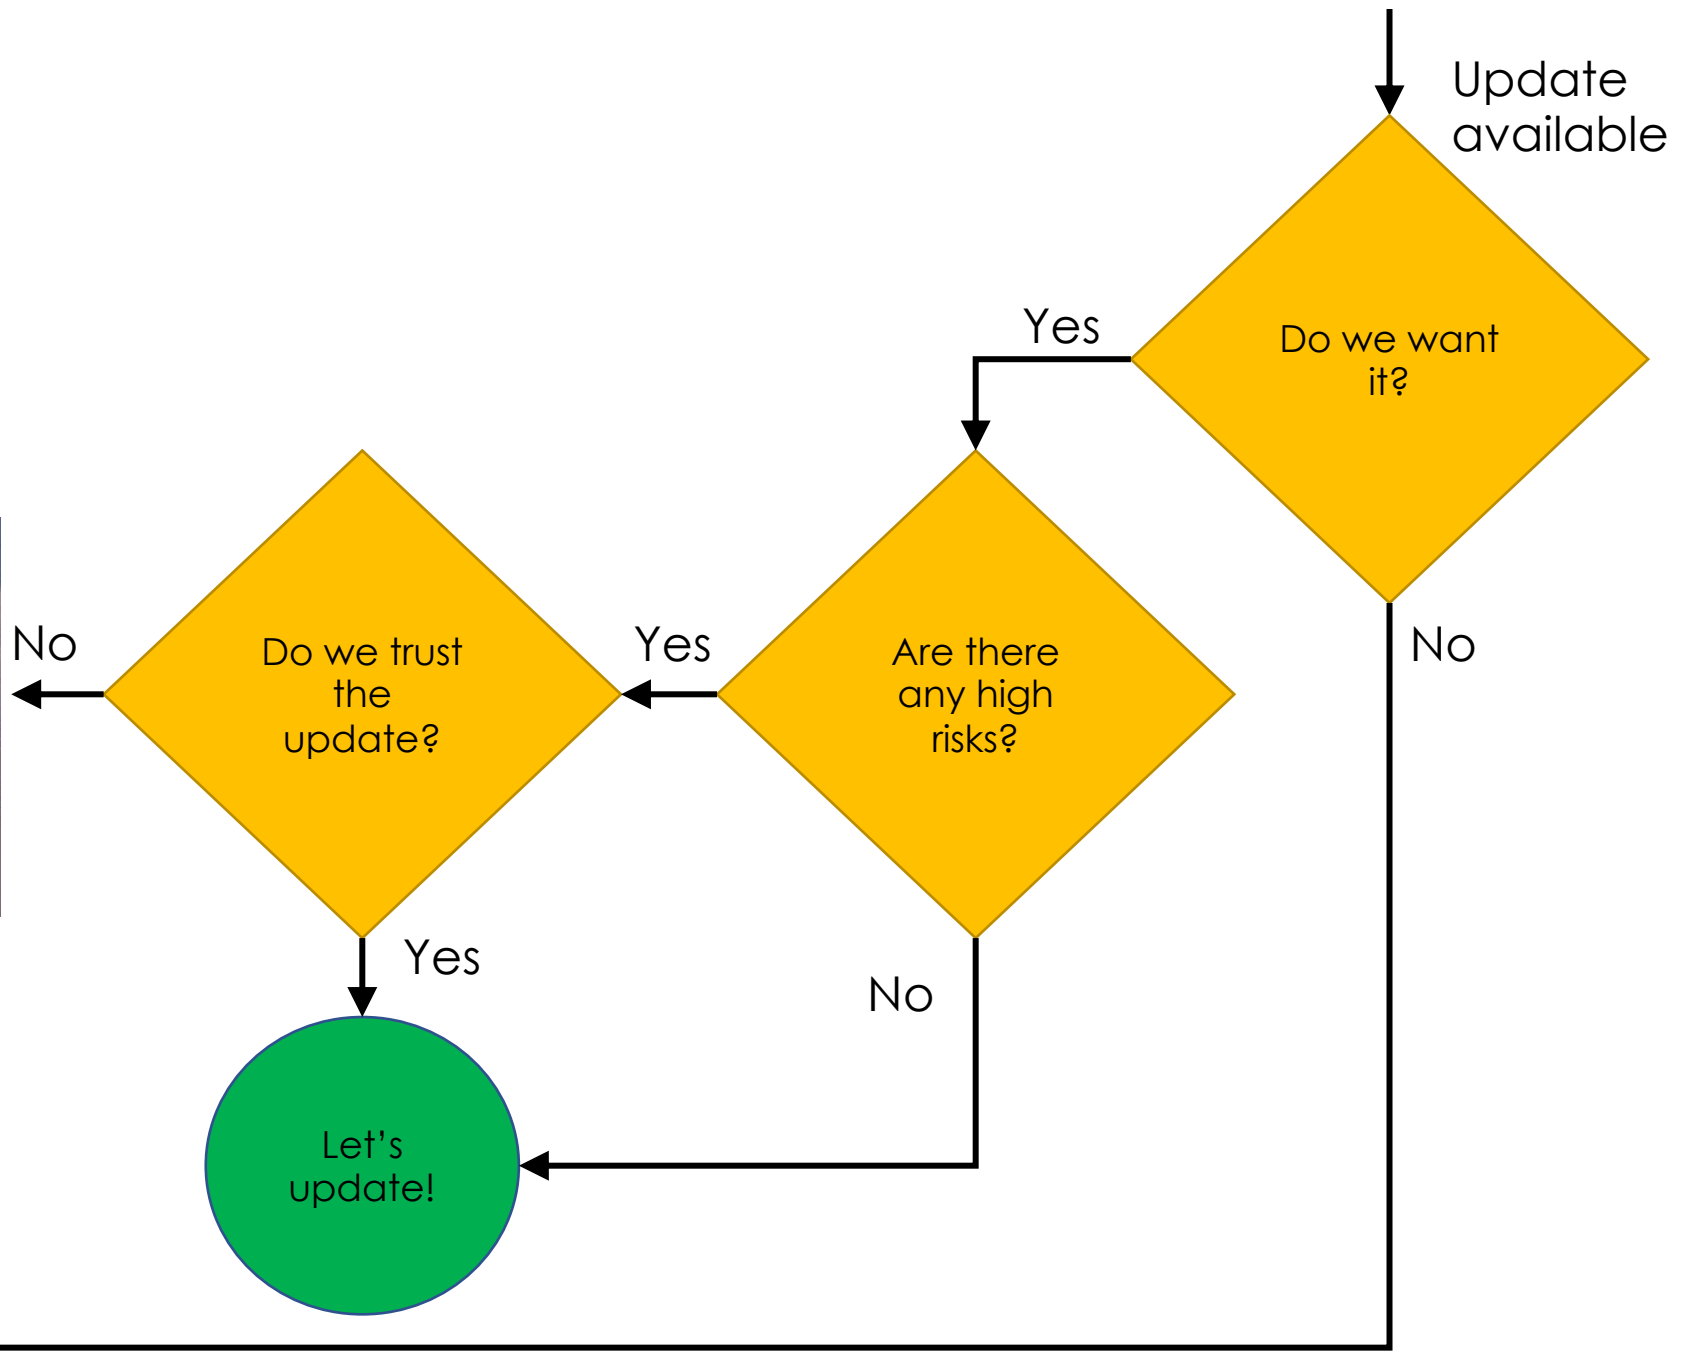 Update
available
Do we want
it?
Yes
No
Are there
any high
risks?
Yes
No
Do we trust
the
update?
No
Yes
Let’s
update!